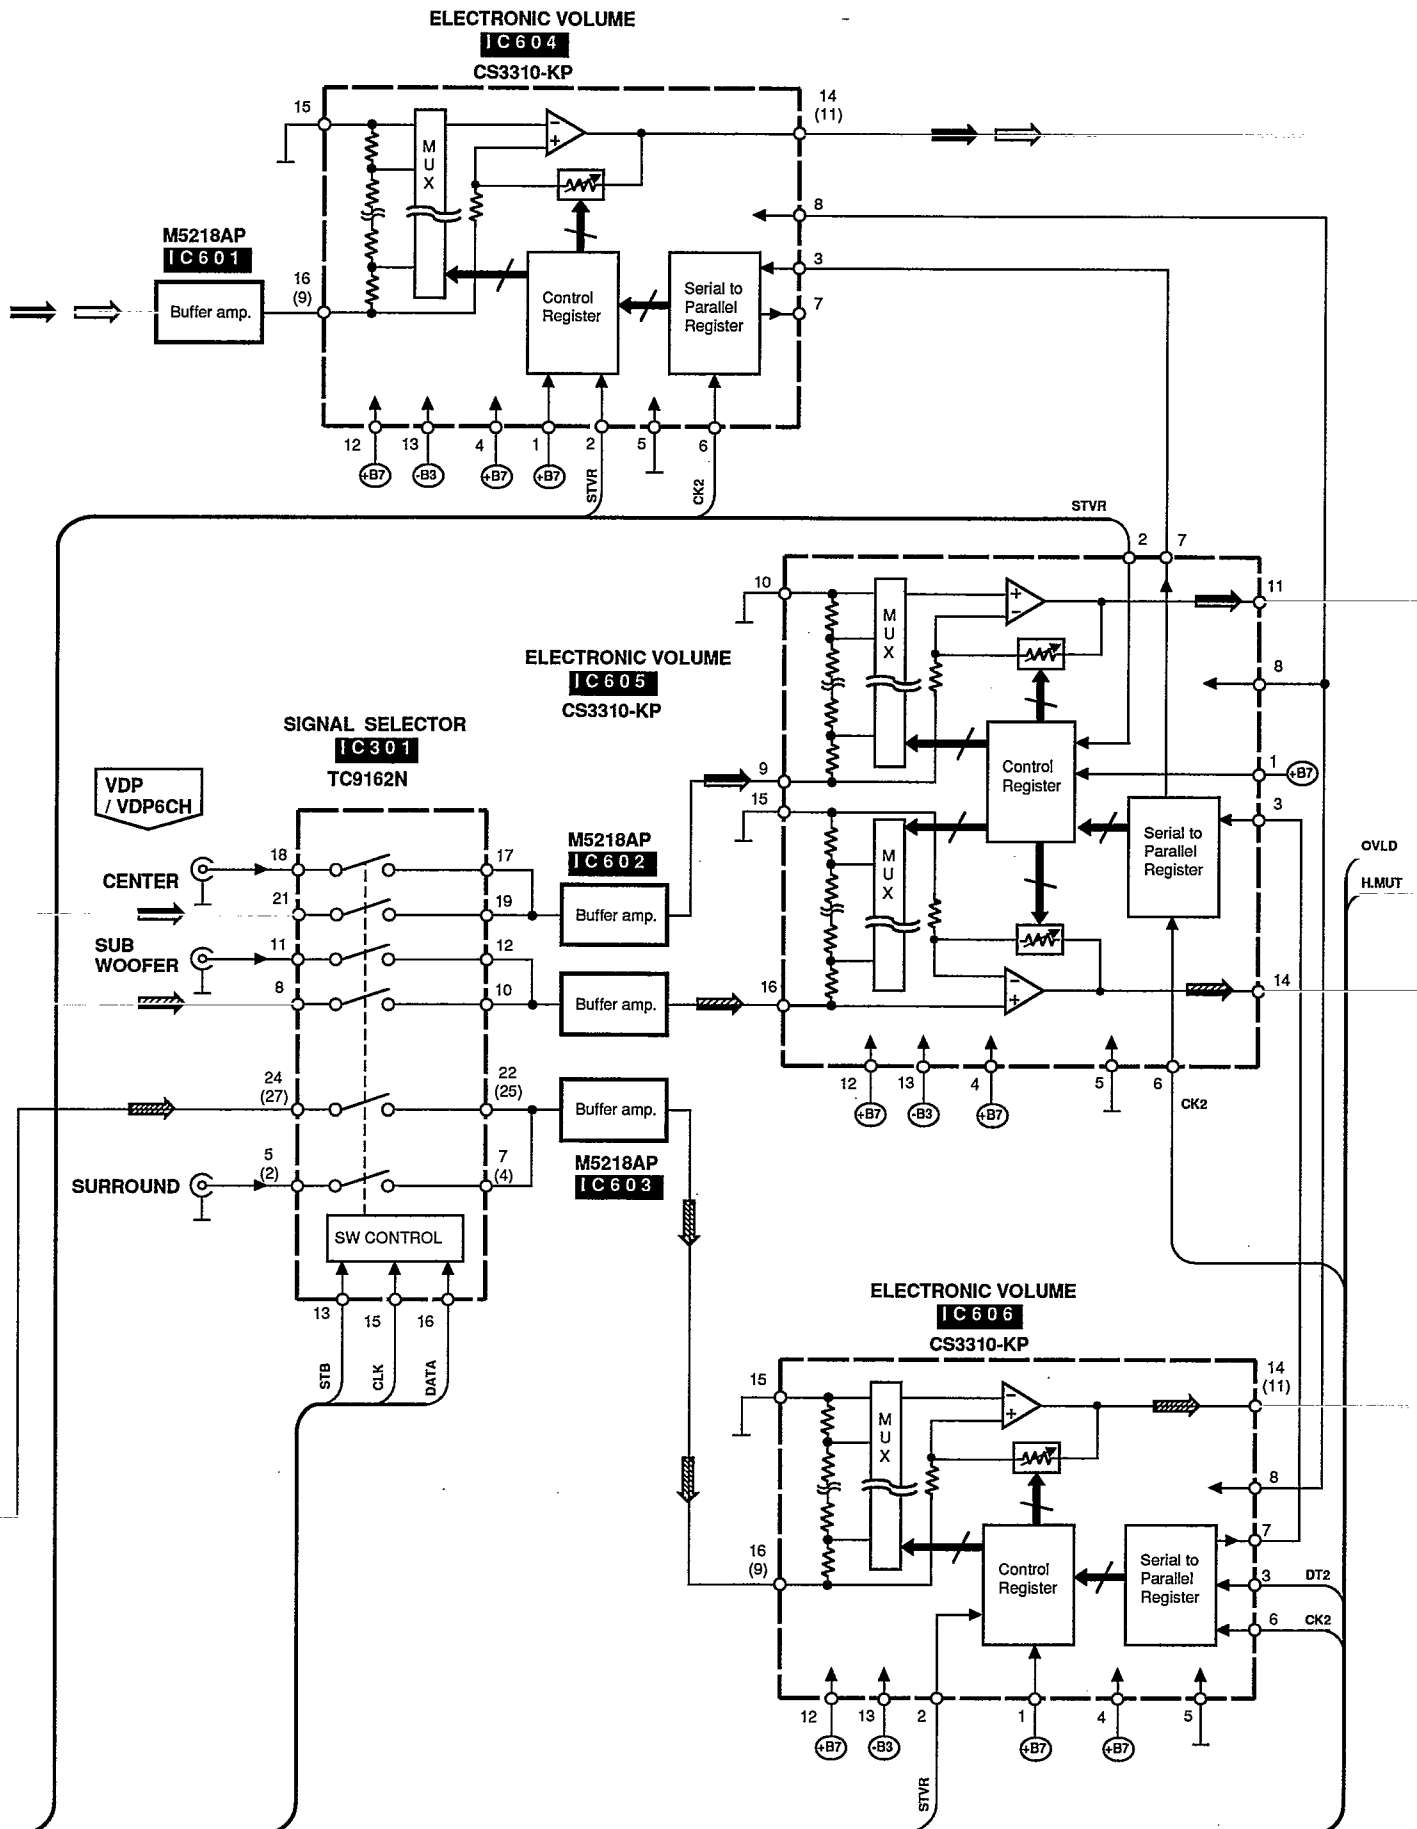 ELECTRONIC VOLUME
IC604
CS3310-KP
15
14
(11)
MUX
-
+
8
M5218AP
IC601
16
(9)
Buffer amp.
Control
Register
Serial to
Parallel
Register
3
7
12
13
4
1
2
5
6
+B7
-B3
+B7
+B7
STVR
CK2
STVR
2
7
10
11
MUX
+
-
ELECTRONIC VOLUME
IC605
CS3310-KP
8
SIGNAL SELECTOR
IC301
TC9162N
9
Control
Register
1
+B7
VDP
/ VDP6CH
15
3
Serial to
Parallel
Register
MUX
M5218AP
IC602
CENTER
18
17
21
19
Buffer amp.
OVLD
H.MUT
SUB
WOOFER
11
12
8
10
Buffer amp.
16
-
+
14
12
13
4
5
6
+B7
-B3
+B7
CK2
24
(27)
22
(25)
Buffer amp.
M5218AP
IC603
SURROUND
5
(2)
7
(4)
SW CONTROL
13
15
16
STB
CLK
DATA
ELECTRONIC VOLUME
IC606
CS3310-KP
15
14
(11)
MUX
-
+
8
7
16
(9)
Control
Register
Serial to
Parallel
Register
3
DT2
6
CK2
12
13
2
1
4
5
+B7
-B3
+B7
+B7
STVR